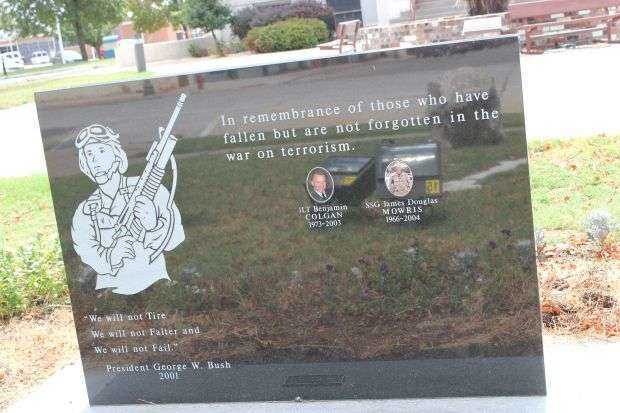 In remembrance of those who have
fallen but are not forgotten in the
war on terrorism.
1LT Benjamin
COLGAN
1973-2003
SSG James Douglas
MOWRIS
1966-2004
"We will not Tire
We will not Falter and
We will not Fail."
President George W. Bush
2001